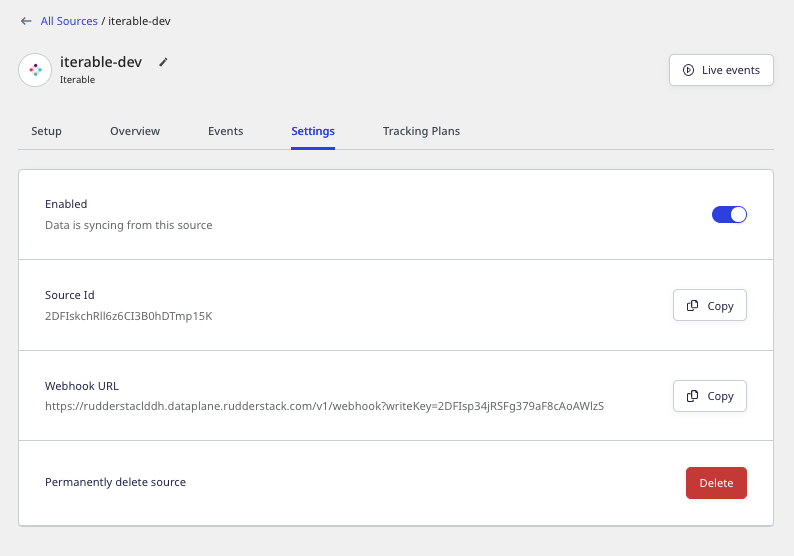 All Sources / iterable-dev
iterable-dev
Iterable
Live events
Setup Overview Events Settings Tracking Plans
Enabled
Data is syncing from this source
Source Id
2DFIskchRll6z6CI3B0hDTmp15K
Copy
Webhook URL
https://rudderstaclddh.dataplane.rudderstack.com/v1/webhook?writeKey=2DFIsp34jRSFg379aF8cAoAWlzS
Copy
Permanently delete source
Delete